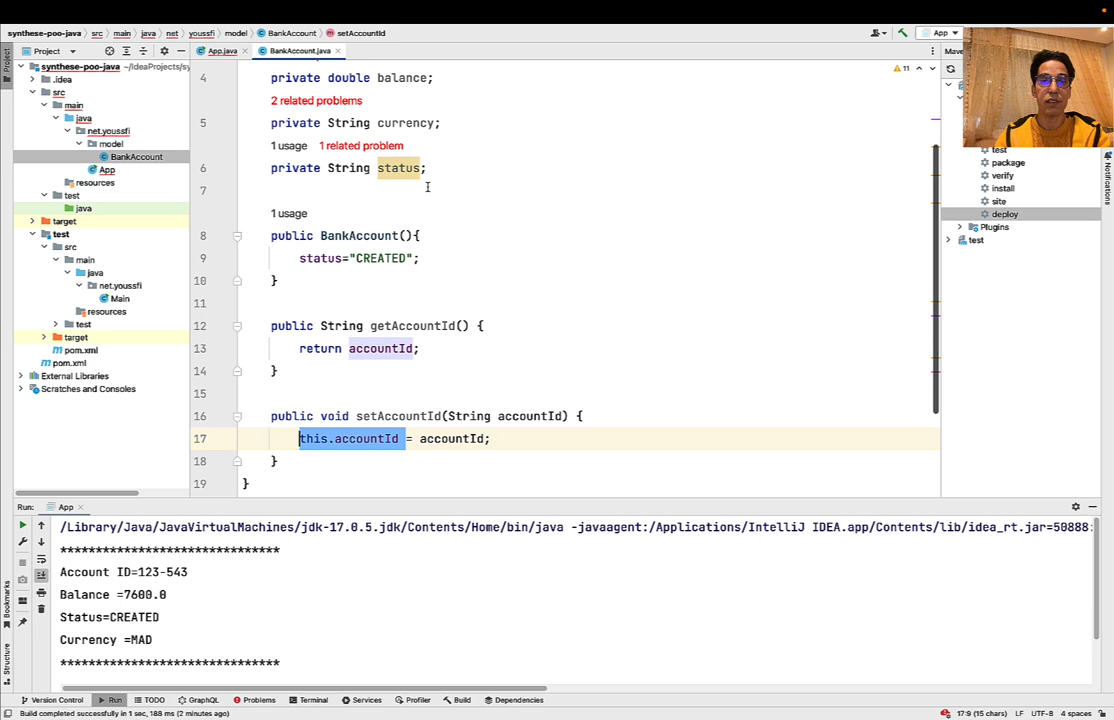 synthese-poo-java › src › main › java › net › youssfi › model › BankAccount › setAccountId
App
Project
App.java
BankAccount.java
Project
synthese-poo-java ~/IdeaProjects/sy
.idea
src
main
java
net.youssfi
model
BankAccount
App
resources
test
java
target
test
src
main
java
net.youssfi
Main
resources
test
target
pom.xml
pom.xml
External Libraries
Scratches and Consoles
11
4 private double balance;
2 related problems
5 private String currency;
1 usage 1 related problem
6 private String status;
7
1 usage
8 public BankAccount(){
9 status="CREATED";
10 }
11
12 public String getAccountId() {
13 return accountId;
14 }
15
16 public void setAccountId(String accountId) {
17 this.accountId = accountId;
18 }
19 }
Mave
test
package
verify
install
site
deploy
Plugins
test
Notifications
Run: App
/Library/Java/JavaVirtualMachines/jdk-17.0.5.jdk/Contents/Home/bin/java -javaagent:/Applications/IntelliJ IDEA.app/Contents/lib/idea_rt.jar=50888:
*******************************
Account ID=123-543
Balance =7600.0
Status=CREATED
Currency =MAD
*******************************
Bookmarks
Structure
Version Control Run TODO GraphQL Problems Terminal Services Profiler Build Dependencies
Build completed successfully in 1 sec, 188 ms (2 minutes ago)
17:9 (15 chars) LF UTF-8 4 spaces